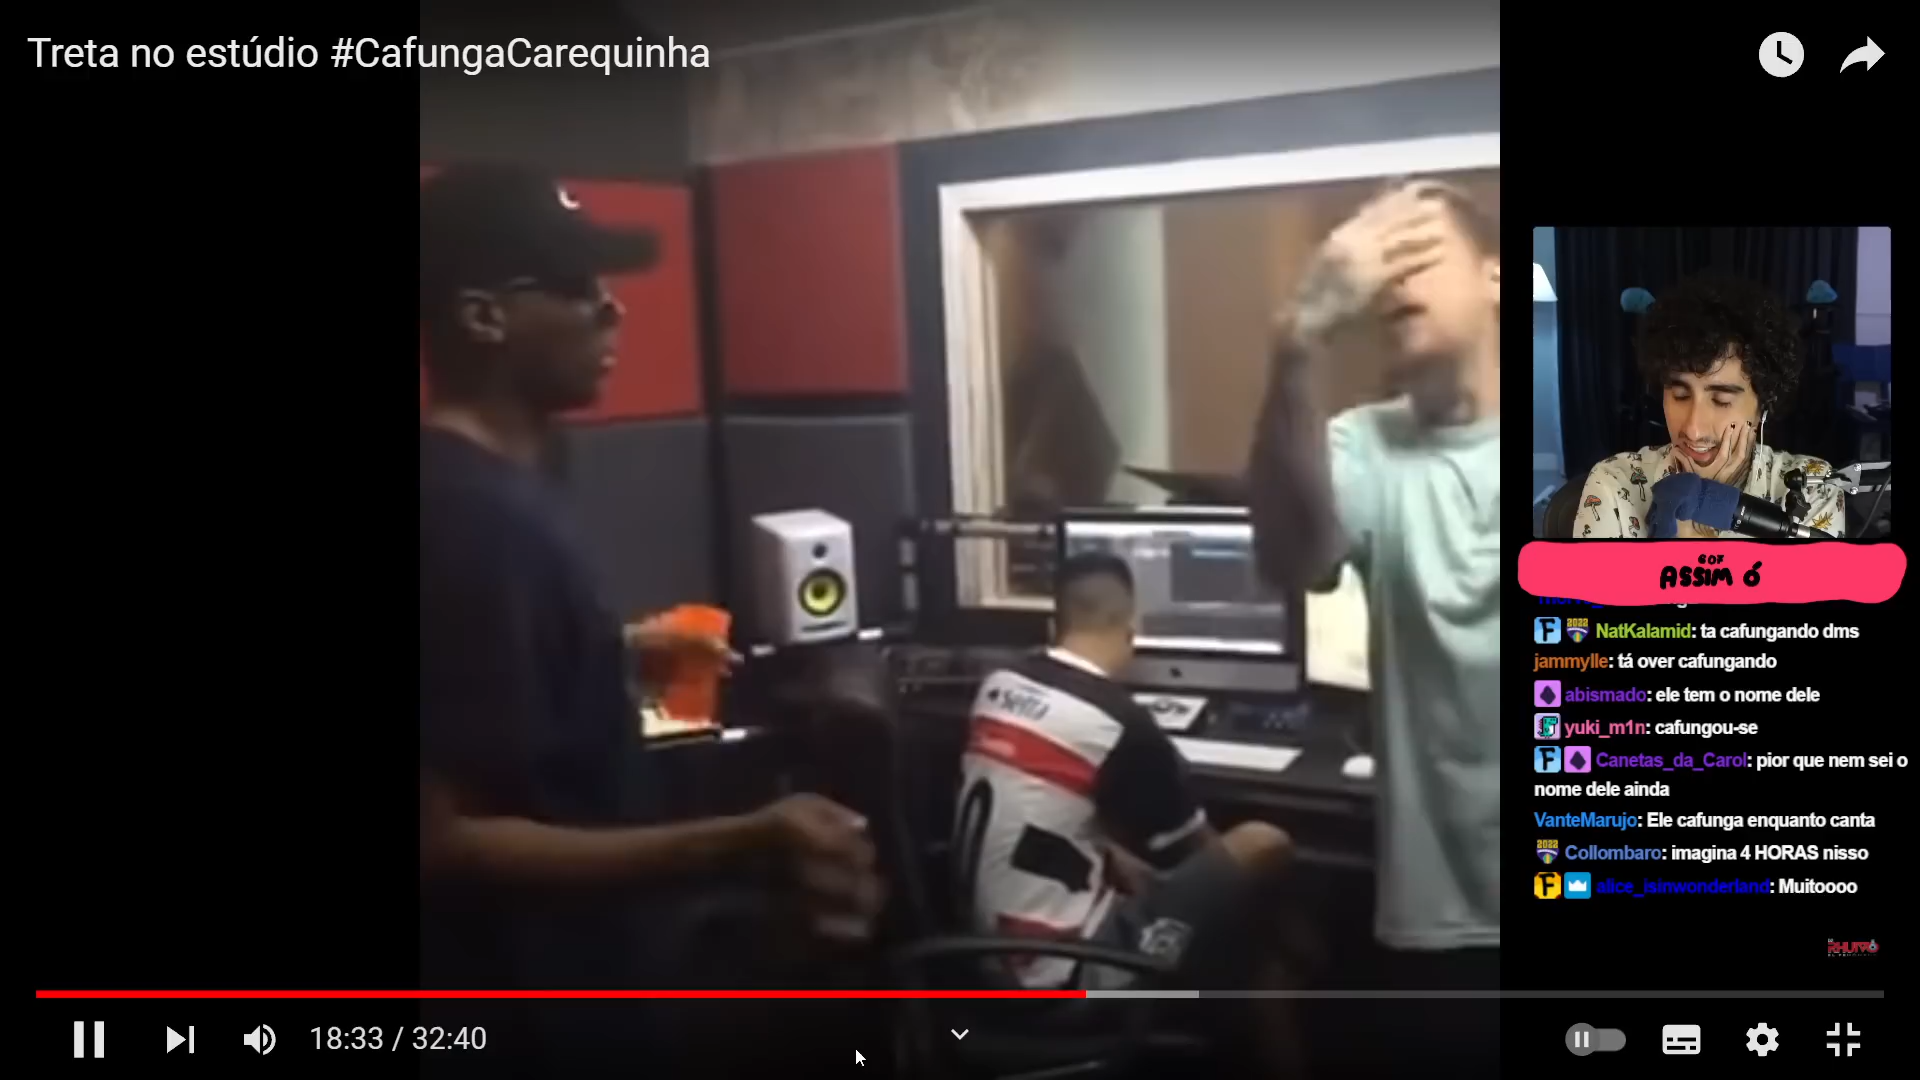 Treta no estúdio #CafungaCarequinha
GOF
ASSIM Ó
NatKalamid: ta cafungando dms
jammylle: tá over cafungando
abismado: ele tem o nome dele
yuki_m1n: cafungou-se
Canetas_da_Carol: pior que nem sei o
nome dele ainda
VanteMarujo: Ele cafunga enquanto canta
Collombaro: imagina 4 HORAS nisso
alice_isinwonderland: Muitoooo
RHUIVO
18:33 / 32:40